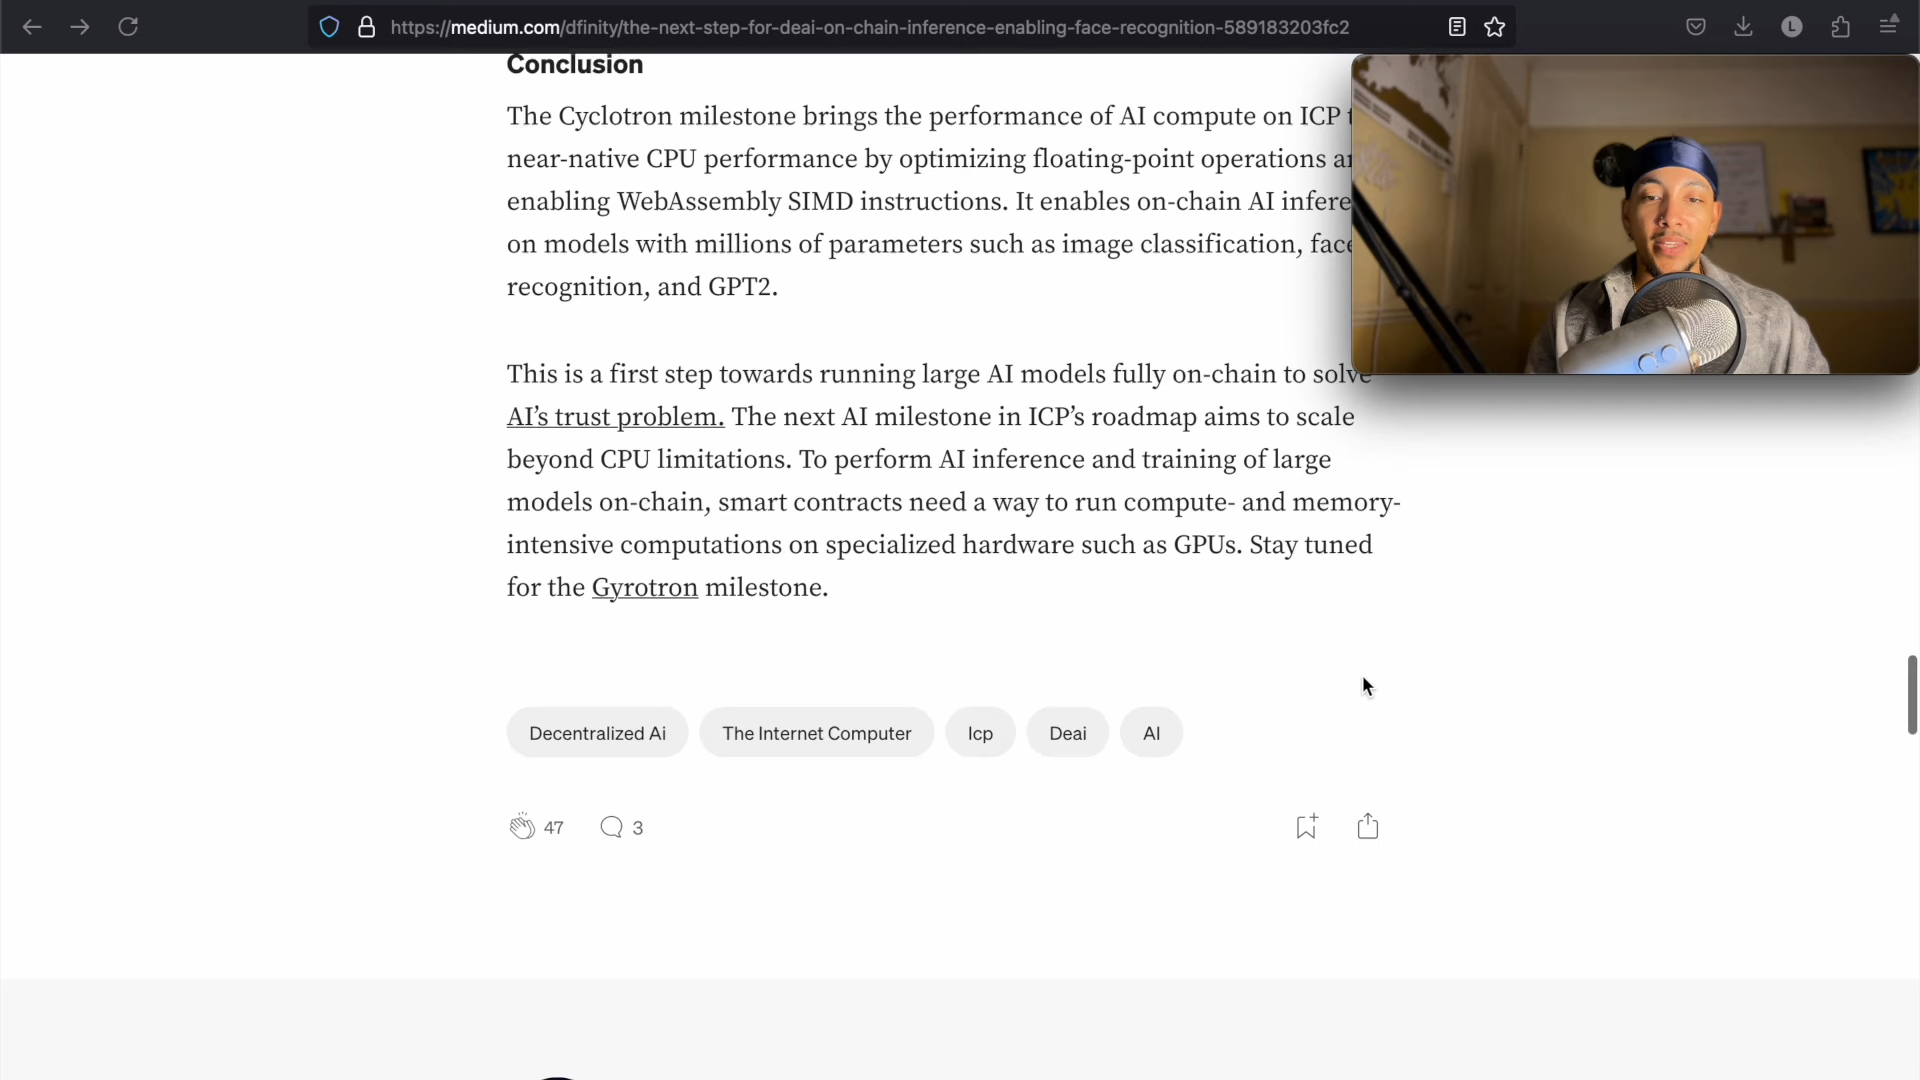 https://medium.com/dfinity/the-next-step-for-deai-on-chain-inference-enabling-face-recognition-589183203fc2
L
Conclusion
The Cyclotron milestone brings the performance of AI compute on ICP
near-native CPU performance by optimizing floating-point operations
enabling WebAssembly SIMD instructions. It enables on-chain AI
on models with millions of parameters such as image classification,
recognition, and GPT2.
This is a first step towards running large AI models fully on-chain to solve
AI’s trust problem. The next AI milestone in ICP’s roadmap aims to scale
beyond CPU limitations. To perform AI inference and training of large
models on-chain, smart contracts need a way to run compute- and memory-
intensive computations on specialized hardware such as GPUs. Stay tuned
for the Gyrotron milestone.
Decentralized Ai The Internet Computer Icp Deai AI
47 3